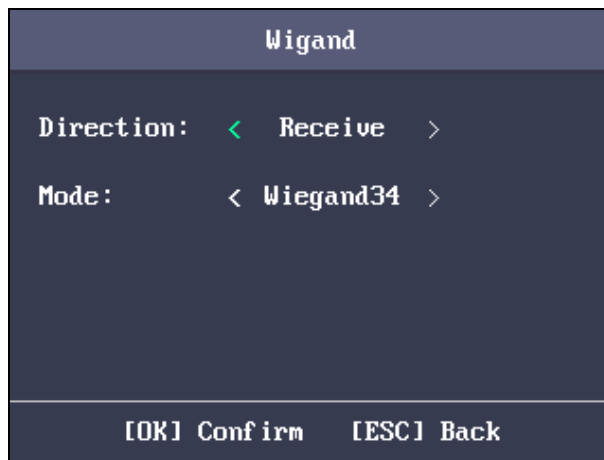 Wigand
Direction: < Receive >
Mode: < Wiegand34 >
[OK] Confirm [ESC] Back